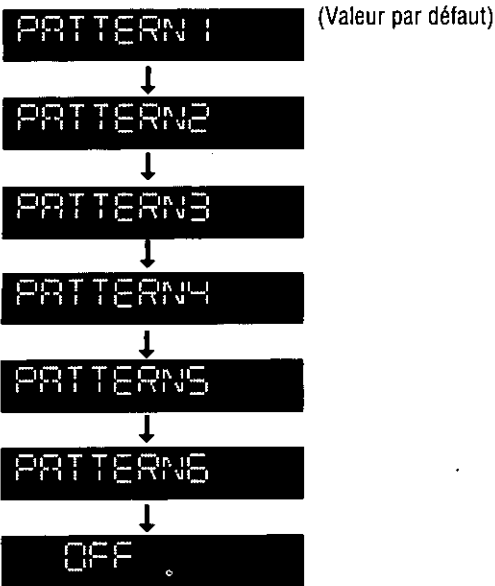 PATTERN1 (Valeur par défaut)
PATTERN2
PATTERN3
PATTERN4
PATTERN5
PATTERN6
OFF